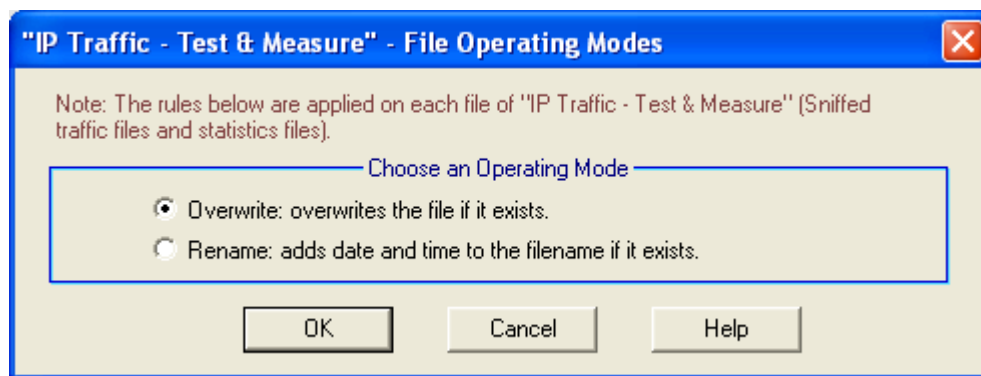 "IP Traffic - Test & Measure" - File Operating Modes
Note: The rules below are applied on each file of "IP Traffic - Test & Measure" (Sniffed
traffic files and statistics files).
Choose an Operating Mode
Overwrite: overwrites the file if it exists.
Rename: adds date and time to the filename if it exists.
OK Cancel Help